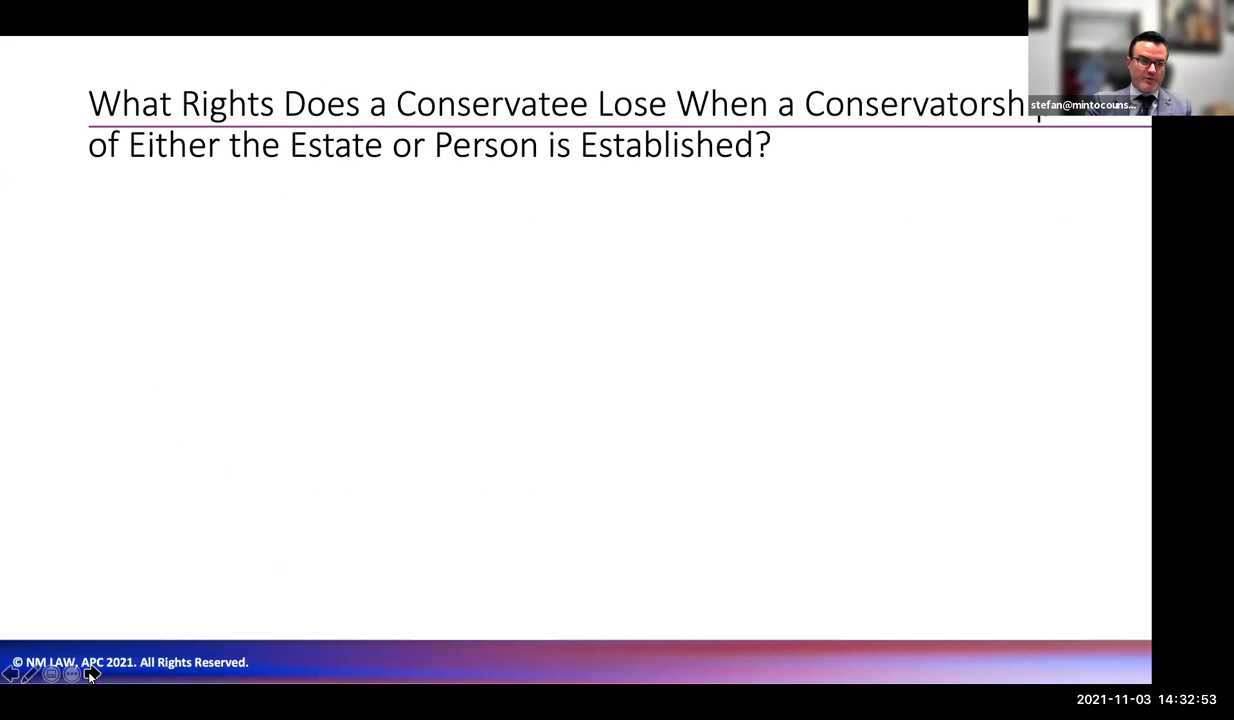 What Rights Does a Conservatee Lose When a Conservatorsh
of Either the Estate or Person is Established?
stefan@mintocouns...
© NM LAW, APC 2021. All Rights Reserved.
2021-11-03 14:32:53